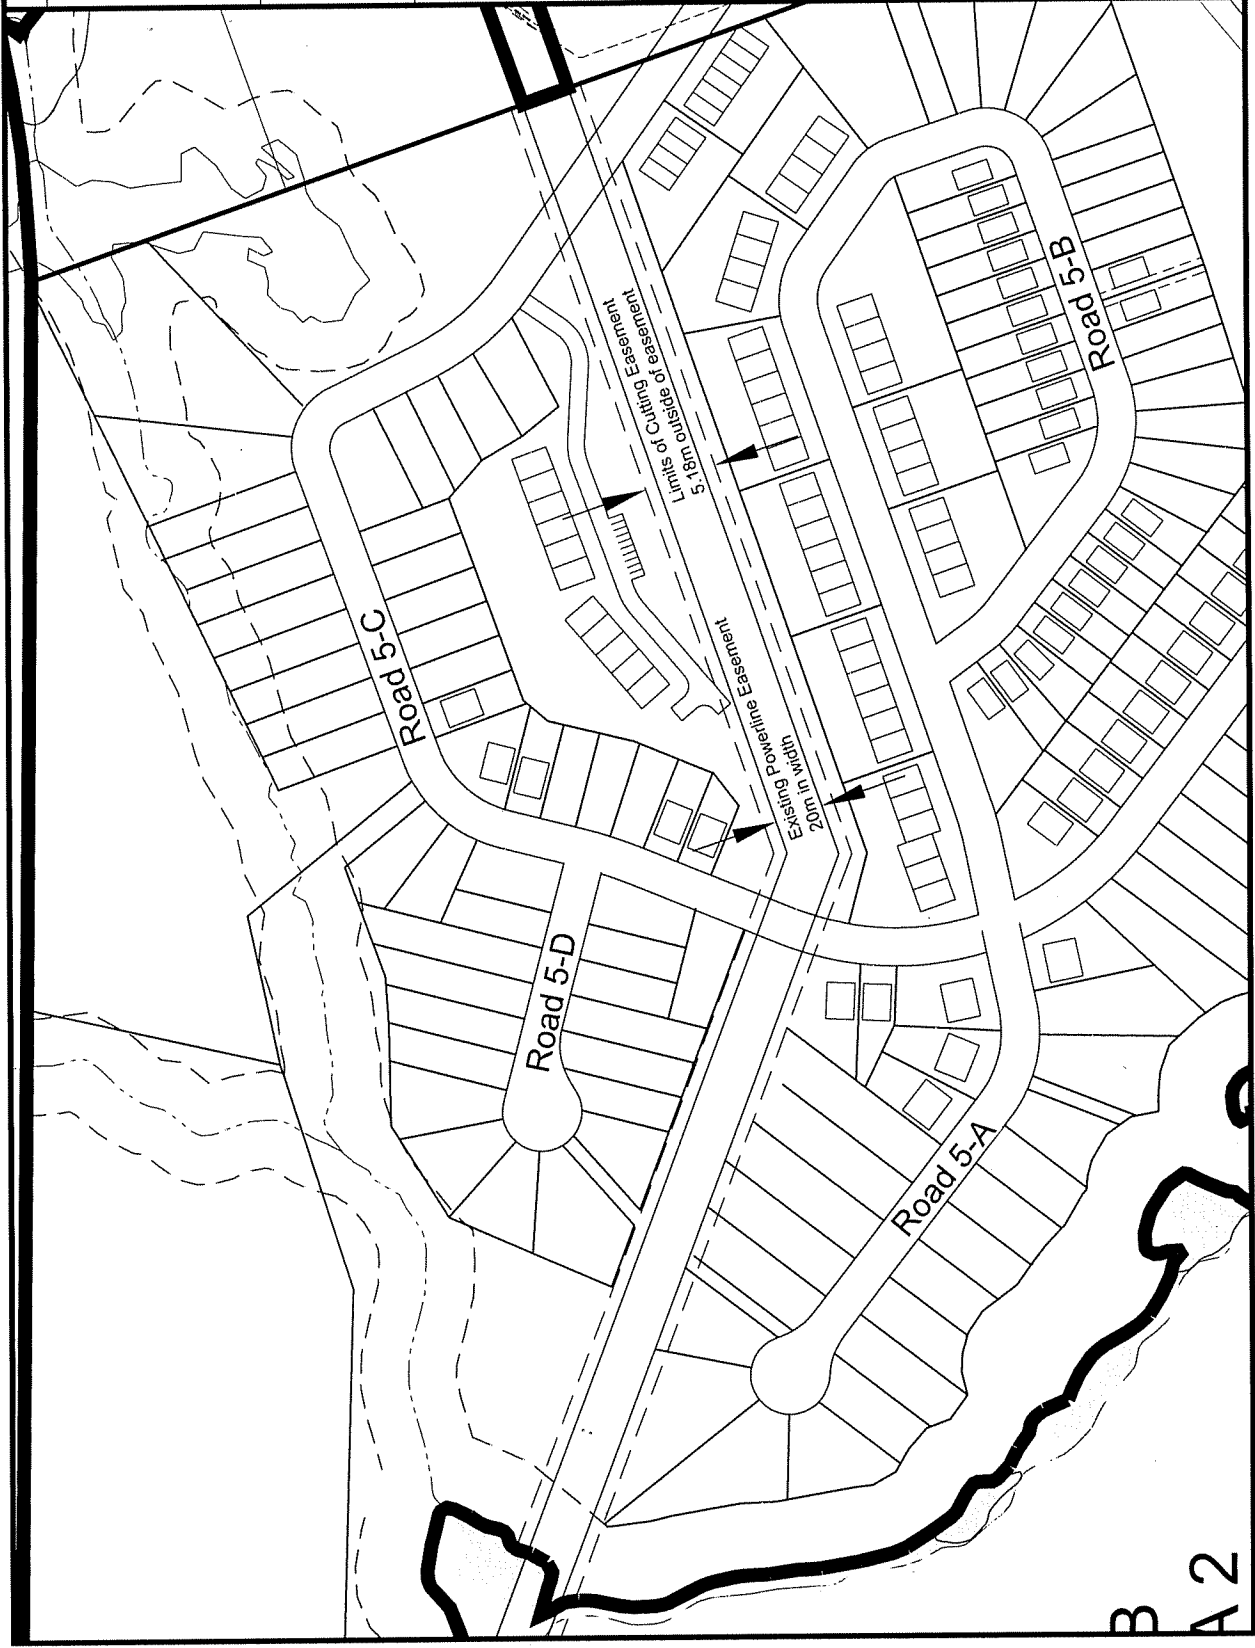 Road 5-B
Limits of Cutting Easement
5.18m outside of easement
Road 5-C
Existing Powerline Easement
20m in width
Road 5-D
Road 5-A
B
A 2